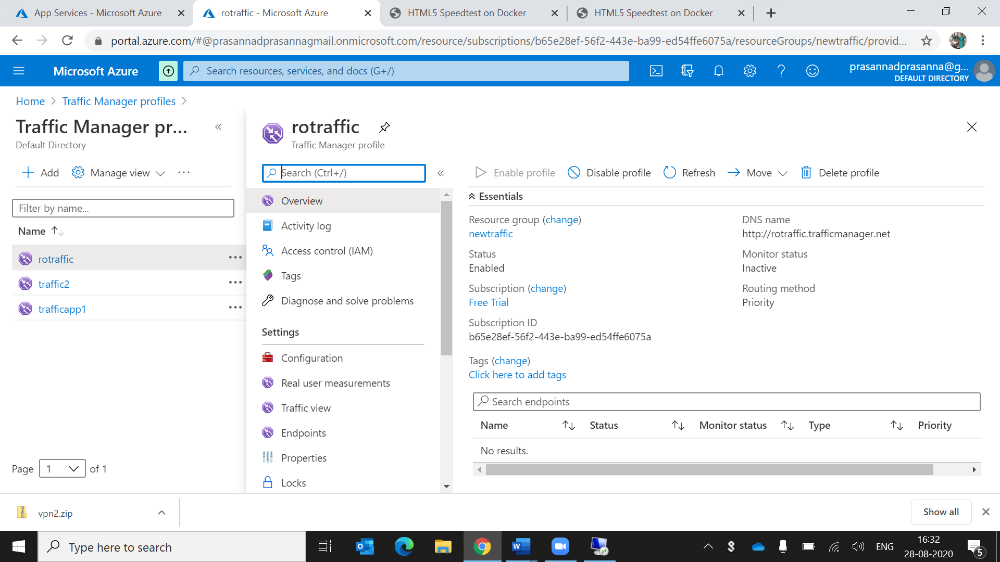 App Services - Microsoft Azure
rotraffic - Microsoft Azure
HTML5 Speedtest on Docker
HTML5 Speedtest on Docker
portal.azure.com/#@prasannadprasannagmail.onmicrosoft.com/resource/subscriptions/b65e28ef-56f2-443e-ba99-ed54ffe6075a/resourceGroups/newtraffic/provid...
Microsoft Azure
Search resources, services, and docs (G+/)
prasannadprasanna@g...
DEFAULT DIRECTORY
Home > Traffic Manager profiles >
Traffic Manager pr...
Default Directory
Add
Manage view
Filter by name...
Name
rotraffic
traffic2
trafficapp1
Page 1 of 1
rotraffic
Traffic Manager profile
Search (Ctrl+/)
Overview
Activity log
Access control (IAM)
Tags
Diagnose and solve problems
Settings
Configuration
Real user measurements
Traffic view
Endpoints
Properties
Locks
Enable profile
Disable profile
Refresh
Move
Delete profile
Essentials
Resource group (change)
newtraffic
Status
Enabled
Subscription (change)
Free Trial
Subscription ID
b65e28ef-56f2-443e-ba99-ed54ffe6075a
DNS name
http://rotraffic.trafficmanager.net
Monitor status
Inactive
Routing method
Priority
Tags (change)
Click here to add tags
Search endpoints
Name Status Monitor status Type Priority
No results.
vpn2.zip
Show all
Type here to search
ENG
16:32
28-08-2020
5